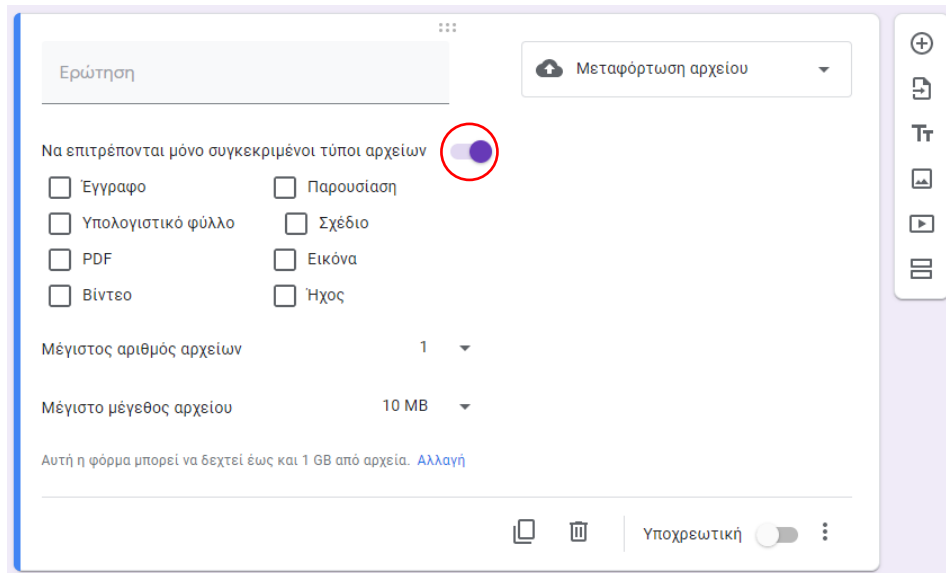 Ερώτηση
Μεταφόρτωση αρχείου
Να επιτρέπονται μόνο συγκεκριμένοι τύποι αρχείων
Έγγραφο Παρουσίαση
Υπολογιστικό φύλλο Σχέδιο
PDF Εικόνα
Βίντεο Ήχος
Μέγιστος αριθμός αρχείων 1
Μέγιστο μέγεθος αρχείου 10 MB
Αυτή η φόρμα μπορεί να δεχτεί έως και 1 GB από αρχεία. Αλλαγή
Υποχρεωτική
Tт